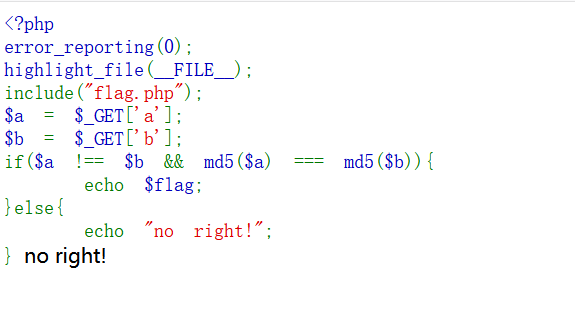 <?php
error_reporting(0);
highlight_file(__FILE__);
include("flag.php");
$a = $_GET['a'];
$b = $_GET['b'];
if($a !== $b && md5($a) === md5($b)){
echo $flag;
}else{
echo "no right!";
} no right!